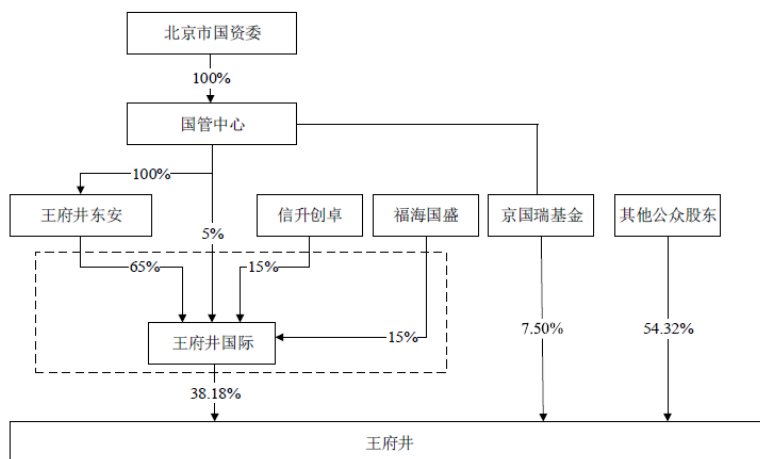 北京市国资委
100%
国管中心
100%
王府井东安
信升创卓
福海国盛
京国瑞基金
其他公众股东
5%
65%
15%
王府井国际
15%
7.50%
54.32%
38.18%
王府井